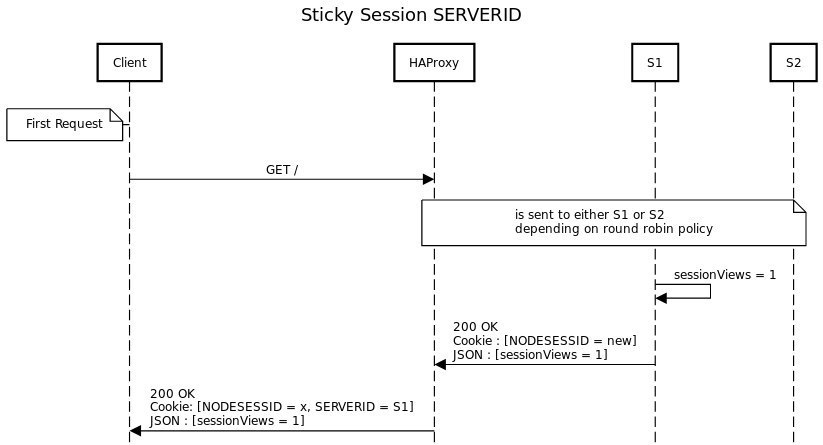 Sticky Session SERVERID
Client
HAProxy
S1
S2
First Request
GET /
is sent to either S1 or S2
depending on round robin policy
sessionViews = 1
200 OK
Cookie : [NODESESSID = new]
JSON : [sessionViews = 1]
200 OK
Cookie: [NODESESSID = x, SERVERID = S1]
JSON : [sessionViews = 1]